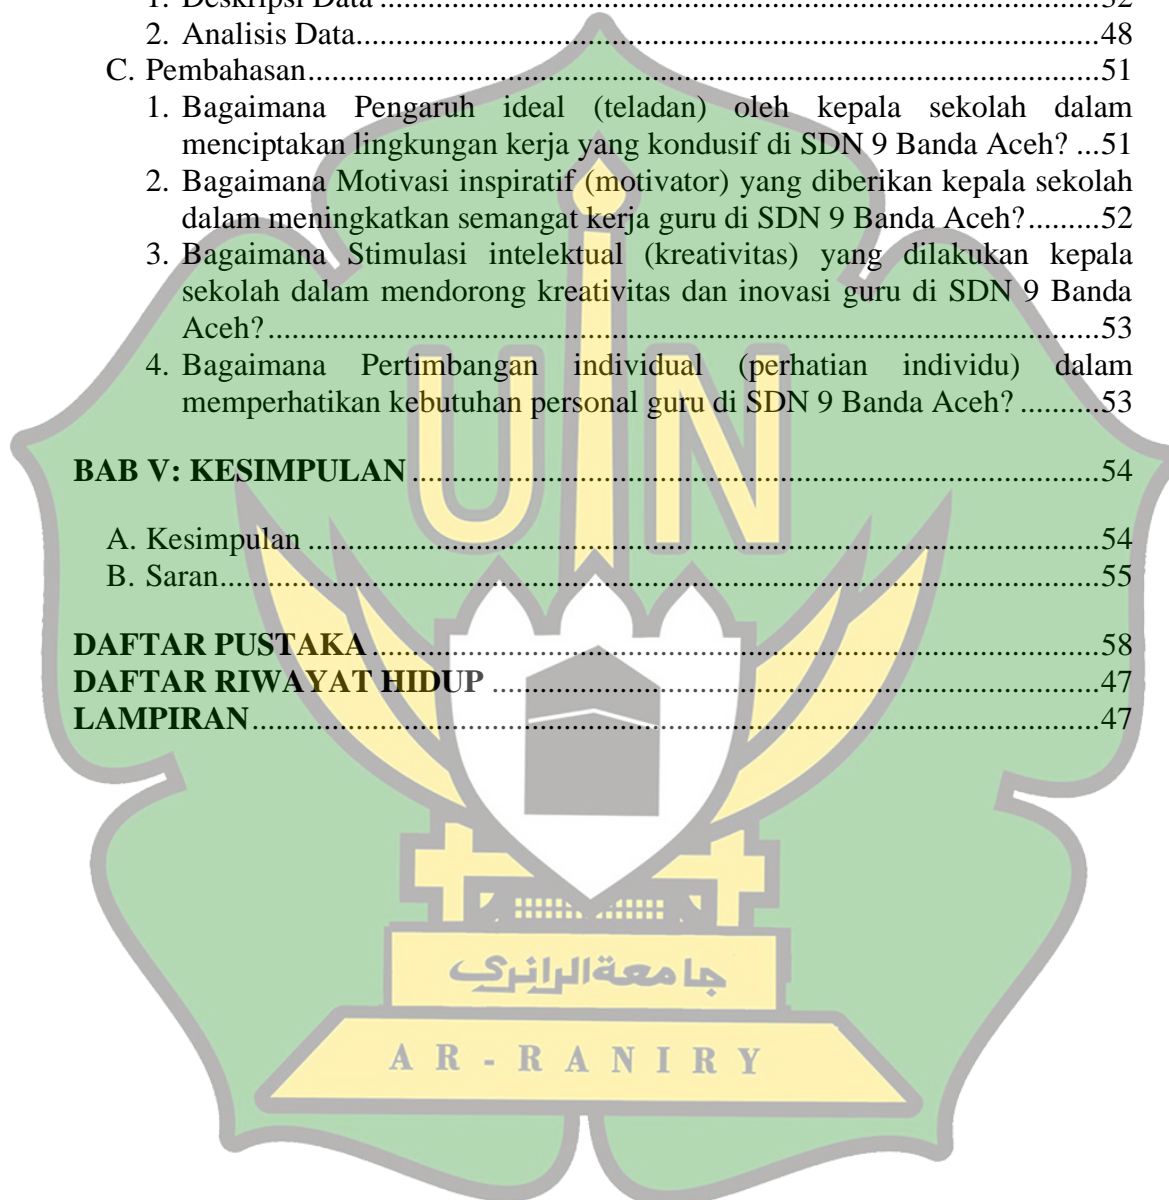 1. Deskripsi Data ........................................................................................32
2. Analisis Data...........................................................................................48
C. Pembahasan..................................................................................................51
1. Bagaimana Pengaruh ideal (teladan) oleh kepala sekolah dalam
menciptakan lingkungan kerja yang kondusif di SDN 9 Banda Aceh? ...51
2. Bagaimana Motivasi inspiratif (motivator) yang diberikan kepala sekolah
dalam meningkatkan semangat kerja guru di SDN 9 Banda Aceh?.........52
3. Bagaimana Stimulasi intelektual (kreativitas) yang dilakukan kepala
sekolah dalam mendorong kreativitas dan inovasi guru di SDN 9 Banda
Aceh?.....................................................................................................53
4. Bagaimana Pertimbangan individual (perhatian individu) dalam
memperhatikan kebutuhan personal guru di SDN 9 Banda Aceh? ..........53
BAB V: KESIMPULAN ......................................................................................54
A. Kesimpulan ..................................................................................................54
B. Saran.............................................................................................................55
DAFTAR PUSTAKA ...........................................................................................58
DAFTAR RIWAYAT HIDUP .............................................................................47
LAMPIRAN..........................................................................................................47
UIN
جامعة الرانري
AR-RANIRY